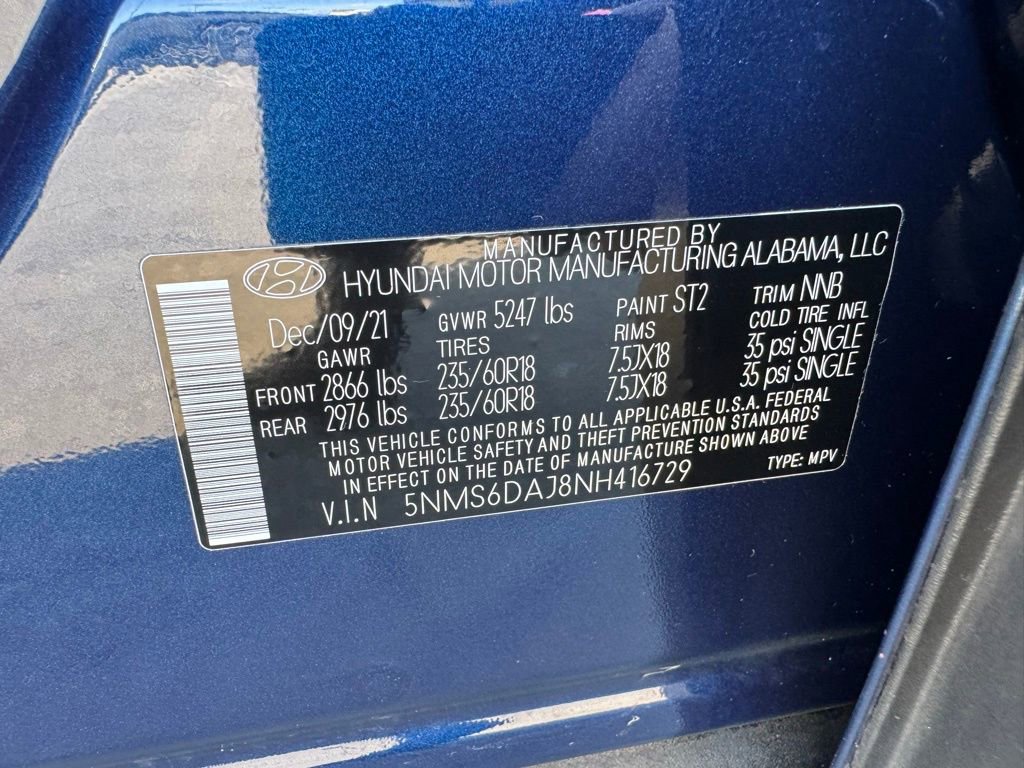 MANUFACTURED BY
HYUNDAI MOTOR MANUFACTURING ALABAMA, LLC
Dec/09/21 GVWR 5247 lbs PAINT ST2 TRIM NNB
GAWR TIRES RIMS COLD TIRE INFL
FRONT 2866 lbs 235/60R18 7.5JX18 35 psi SINGLE
REAR 2976 lbs 235/60R18 7.5JX18 35 psi SINGLE
THIS VEHICLE CONFORMS TO ALL APPLICABLE U.S.A. FEDERAL
MOTOR VEHICLE SAFETY AND THEFT PREVENTION STANDARDS
IN EFFECT ON THE DATE OF MANUFACTURE SHOWN ABOVE
V.I.N 5NMS6DAJ8NH416729 TYPE: MPV